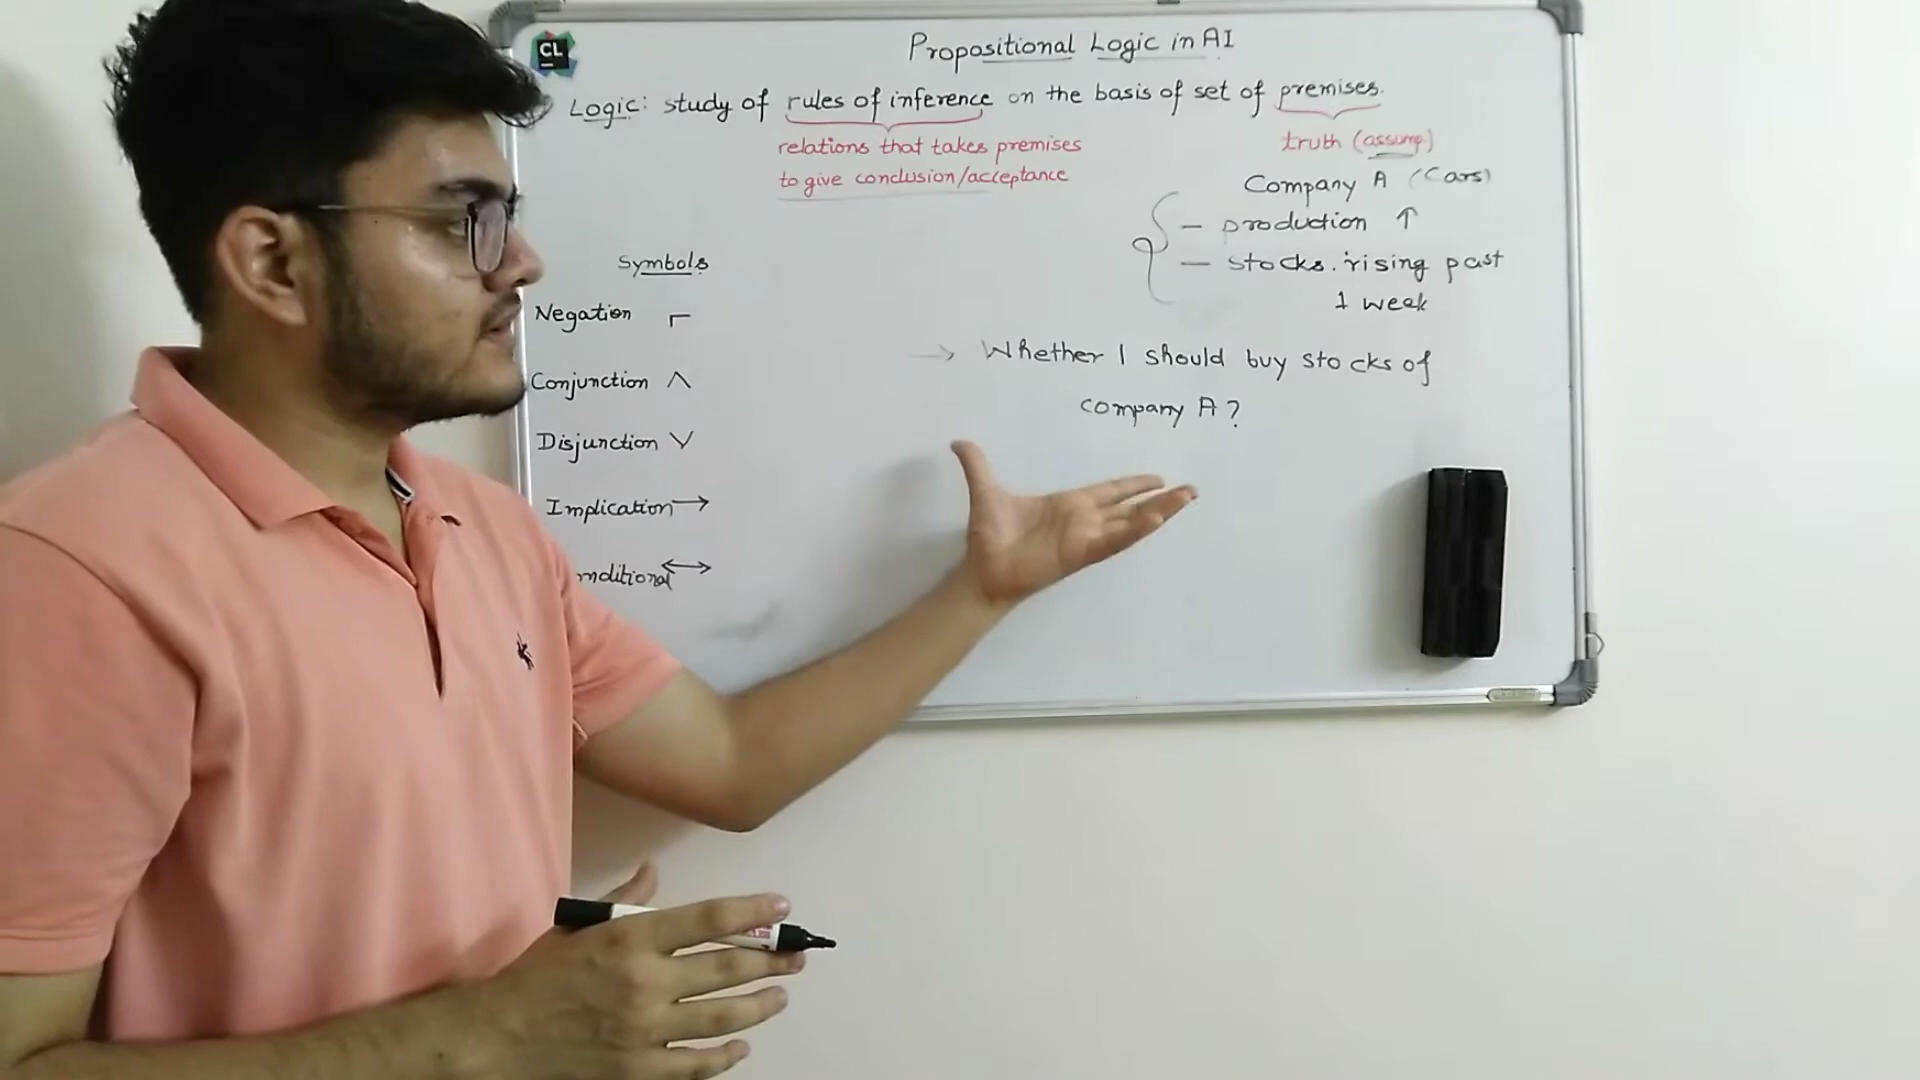 CL
Propositional Logic in AI
Logic: study of rules of inference on the basis of set of premises.
relations that takes premises
to give conclusion/acceptance
truth (assump.)
Company A (Cars)
- production ↑
- stocks. rising past
1 week
Symbols
Negation ⌐
Conjunction ∧
Disjunction ∨
Implication →
nditional ↔
→ Whether I should buy stocks of
company A?